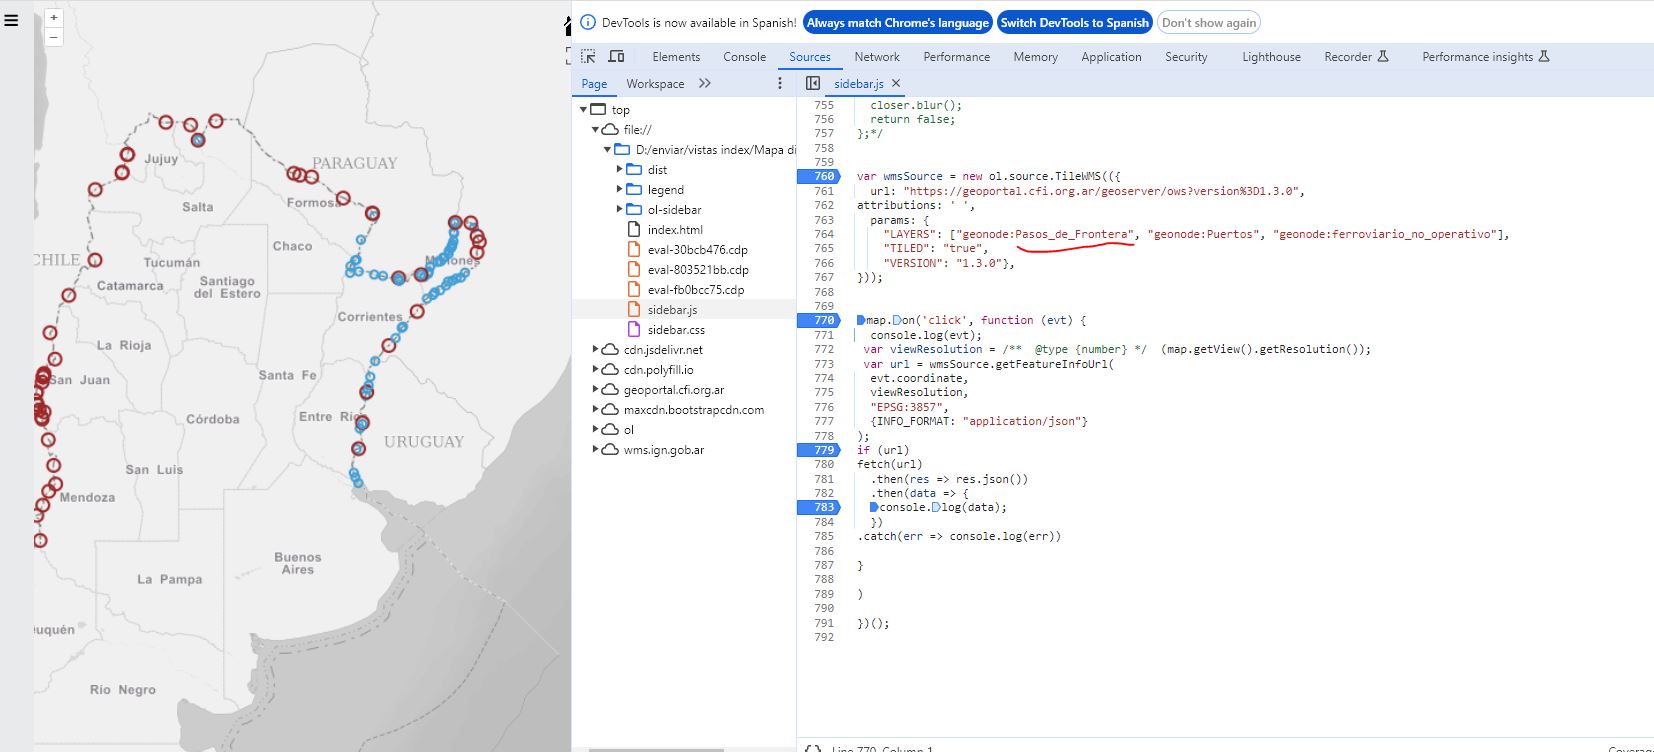 +
−
PARAGUAY
Jujuy
Salta
Formosa
Chaco
CHILE
Tucumán
Catamarca
Santiago
del Estero
Corrientes
La Rioja
San Juan
Santa Fe
Córdoba
Entre
URUGUAY
San Luis
Mendoza
Buenos
Aires
La Pampa
Río Negro
DevTools is now available in Spanish!
Always match Chrome's language
Switch DevTools to Spanish
Don't show again
Elements
Console
Sources
Network
Performance
Memory
Application
Security
Lighthouse
Recorder
Performance insights
Page
Workspace
top
file://
D:/enviar/vistas index/Mapa di
dist
legend
ol-sidebar
index.html
eval-30bcb476.cdp
eval-803521bb.cdp
eval-fb0bcc75.cdp
sidebar.js
sidebar.css
cdn.jsdelivr.net
cdn.polyfill.io
geoportal.cfi.org.ar
maxcdn.bootstrapcdn.com
ol
wms.ign.gob.ar
sidebar.js
755 closer.blur();
756 return false;
757 };*/
758
759
760 var wmsSource = new ol.source.TileWMS(({
761 url: "https://geoportal.cfi.org.ar/geoserver/ows?version%3D1.3.0",
762 attributions: ' ',
763 params: {
764 "LAYERS": ["geonode:Pasos_de_Frontera", "geonode:Puertos", "geonode:ferroviario_no_operativo"],
765 "TILED": "true",
766 "VERSION": "1.3.0"},
767 }));
768
769
770 map.on('click', function (evt) {
771 console.log(evt);
772 var viewResolution = /** @type {number} */ (map.getView().getResolution());
773 var url = wmsSource.getFeatureInfoUrl(
774 evt.coordinate,
775 viewResolution,
776 "EPSG:3857",
777 {INFO_FORMAT: "application/json"}
778 );
779 if (url)
780 fetch(url)
781 .then(res => res.json())
782 .then(data => {
783 console.log(data);
784 })
785 .catch(err => console.log(err))
786
787 }
788
789 )
790
791 })();
792
Line 770, Column 1